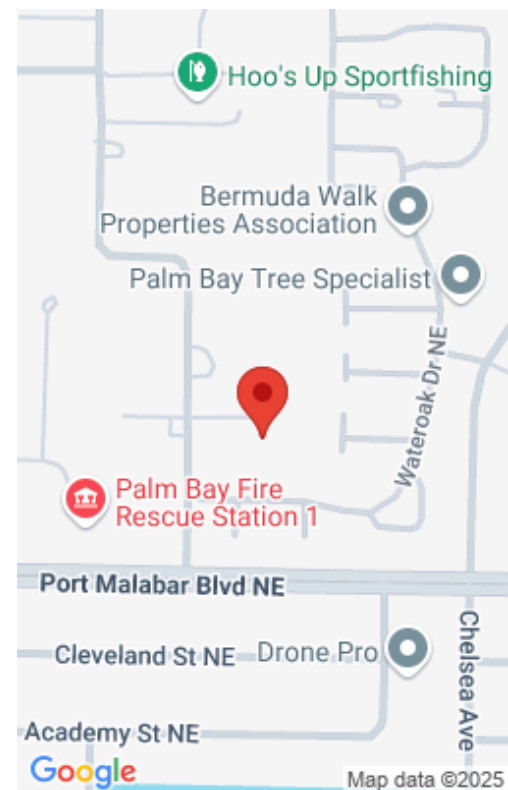 Hoo's Up Sportfishing
Bermuda Walk
Properties Association
Palm Bay Tree Specialist
Wateroak Dr NE
Palm Bay Fire
Rescue Station 1
Port Malabar Blvd NE
Cleveland St NE
Drone Pro
Chelsea Ave
Academy St NE
Google
Map data ©2025